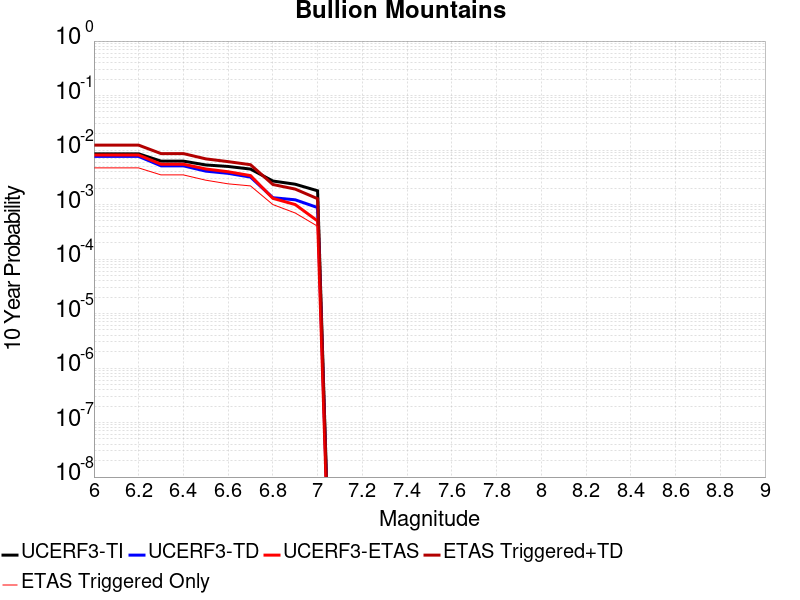 Bullion Mountains
10^0
10^-1
10^-2
10^-3
10^-4
10^-5
10^-6
10^-7
10^-8
10 Year Probability
6 6.2 6.4 6.6 6.8 7 7.2 7.4 7.6 7.8 8 8.2 8.4 8.6 8.8 9
Magnitude
UCERF3-TI UCERF3-TD UCERF3-ETAS ETAS Triggered+TD
ETAS Triggered Only